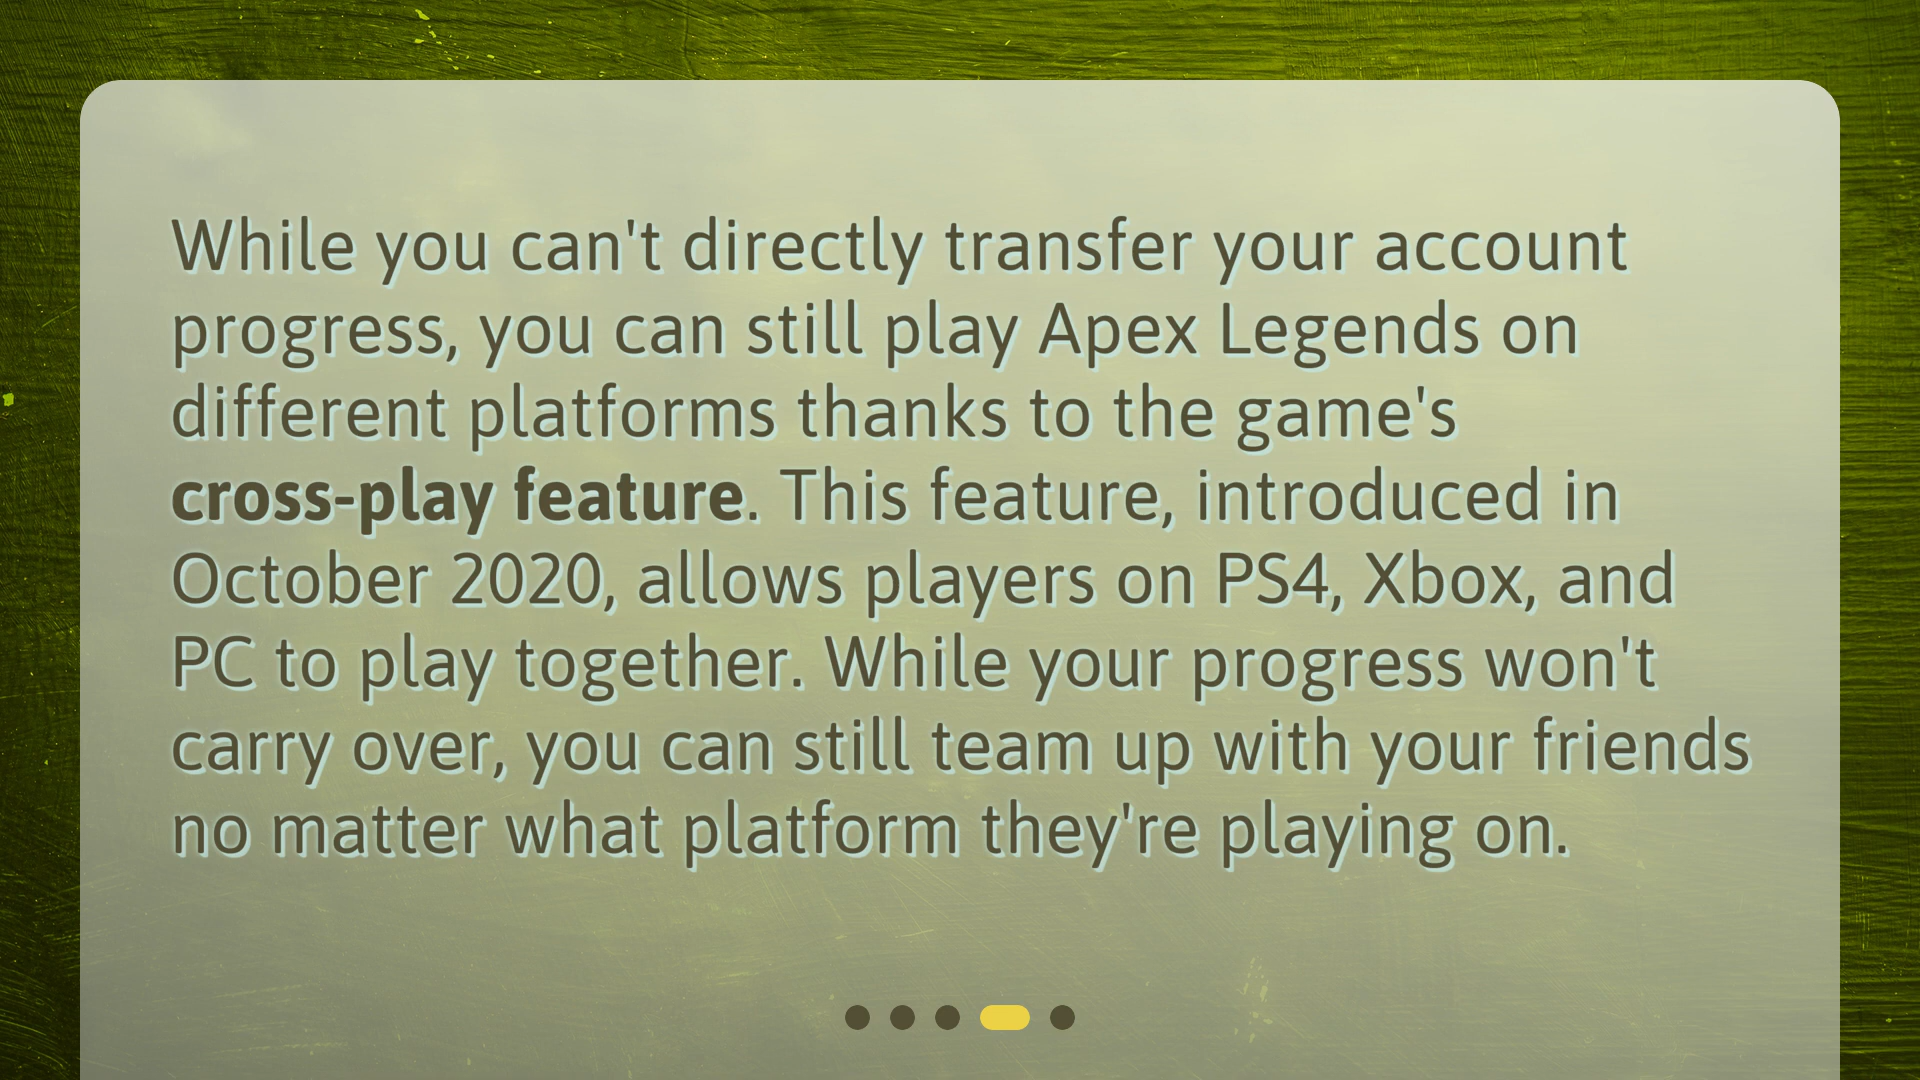 While you can't directly transfer your account
progress, you can still play Apex Legends on
different platforms thanks to the game's
cross-play feature. This feature, introduced in
October 2020, allows players on PS4, Xbox, and
PC to play together. While your progress won't
carry over, you can still team up with your friends
no matter what platform they're playing on.